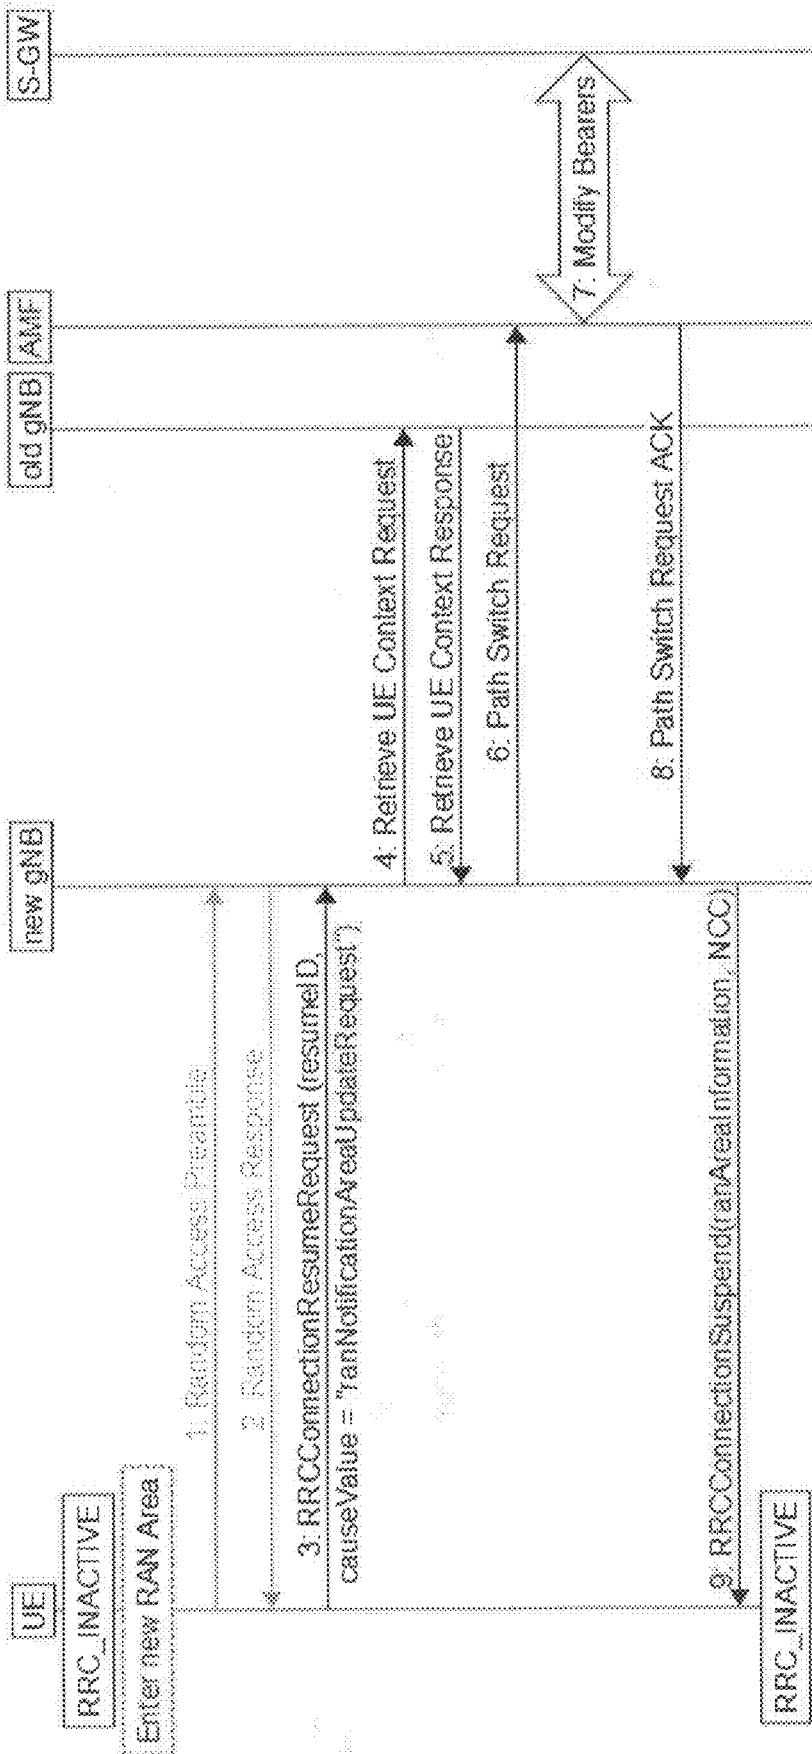 UE
new gNB
old gNB
AMF
S-GW
RRC_INACTIVE
Enter new RAN Area
1: Random Access Preamble
2: Random Access Response
3: RRCConnectionResumeRequest (resumeID,
causeValue = "ranNotificationAreaUpdateRequest")
4: Retrieve UE Context Request
5: Retrieve UE Context Response
6: Path Switch Request
7: Modify Bearers
8: Path Switch Request ACK
9: RRCConnectionSuspend(ranAreaInformation, NCC)
RRC_INACTIVE